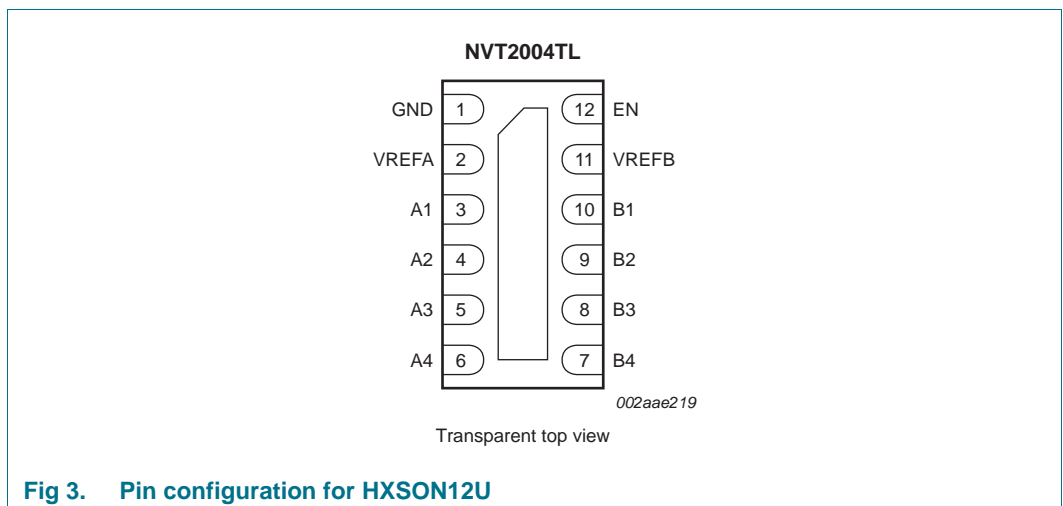 NVT2004TL
GND 1 12 EN
VREFA 2 11 VREFB
A1 3 10 B1
A2 4 9 B2
A3 5 8 B3
A4 6 7 B4
002aae219
Transparent top view
Fig 3. Pin configuration for HXSON12U